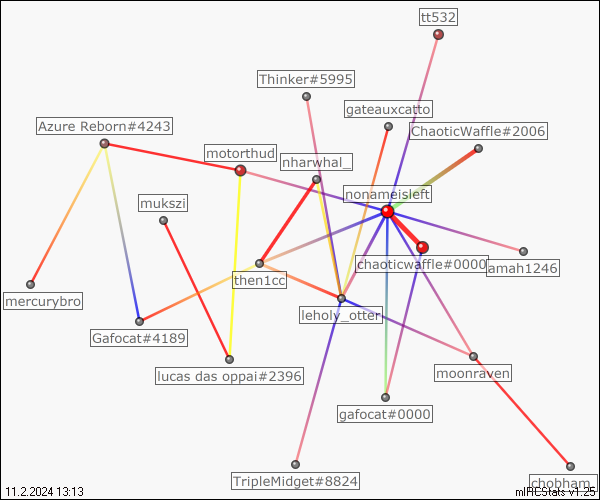 tt532
Thinker#5995
gateauxcatto
Azure Reborn#4243
ChaoticWaffle#2006
motorthud
nharwhal_
nonameisleft
mukszi
chaoticwaffle#0000
amah1246
then1cc
mercurybro
leholy_otter
Gafocat#4189
lucas das oppai#2396
moonraven
gafocat#0000
TripleMidget#8824
chobham_
11.2.2024 13:13
mIRCStats v1.25